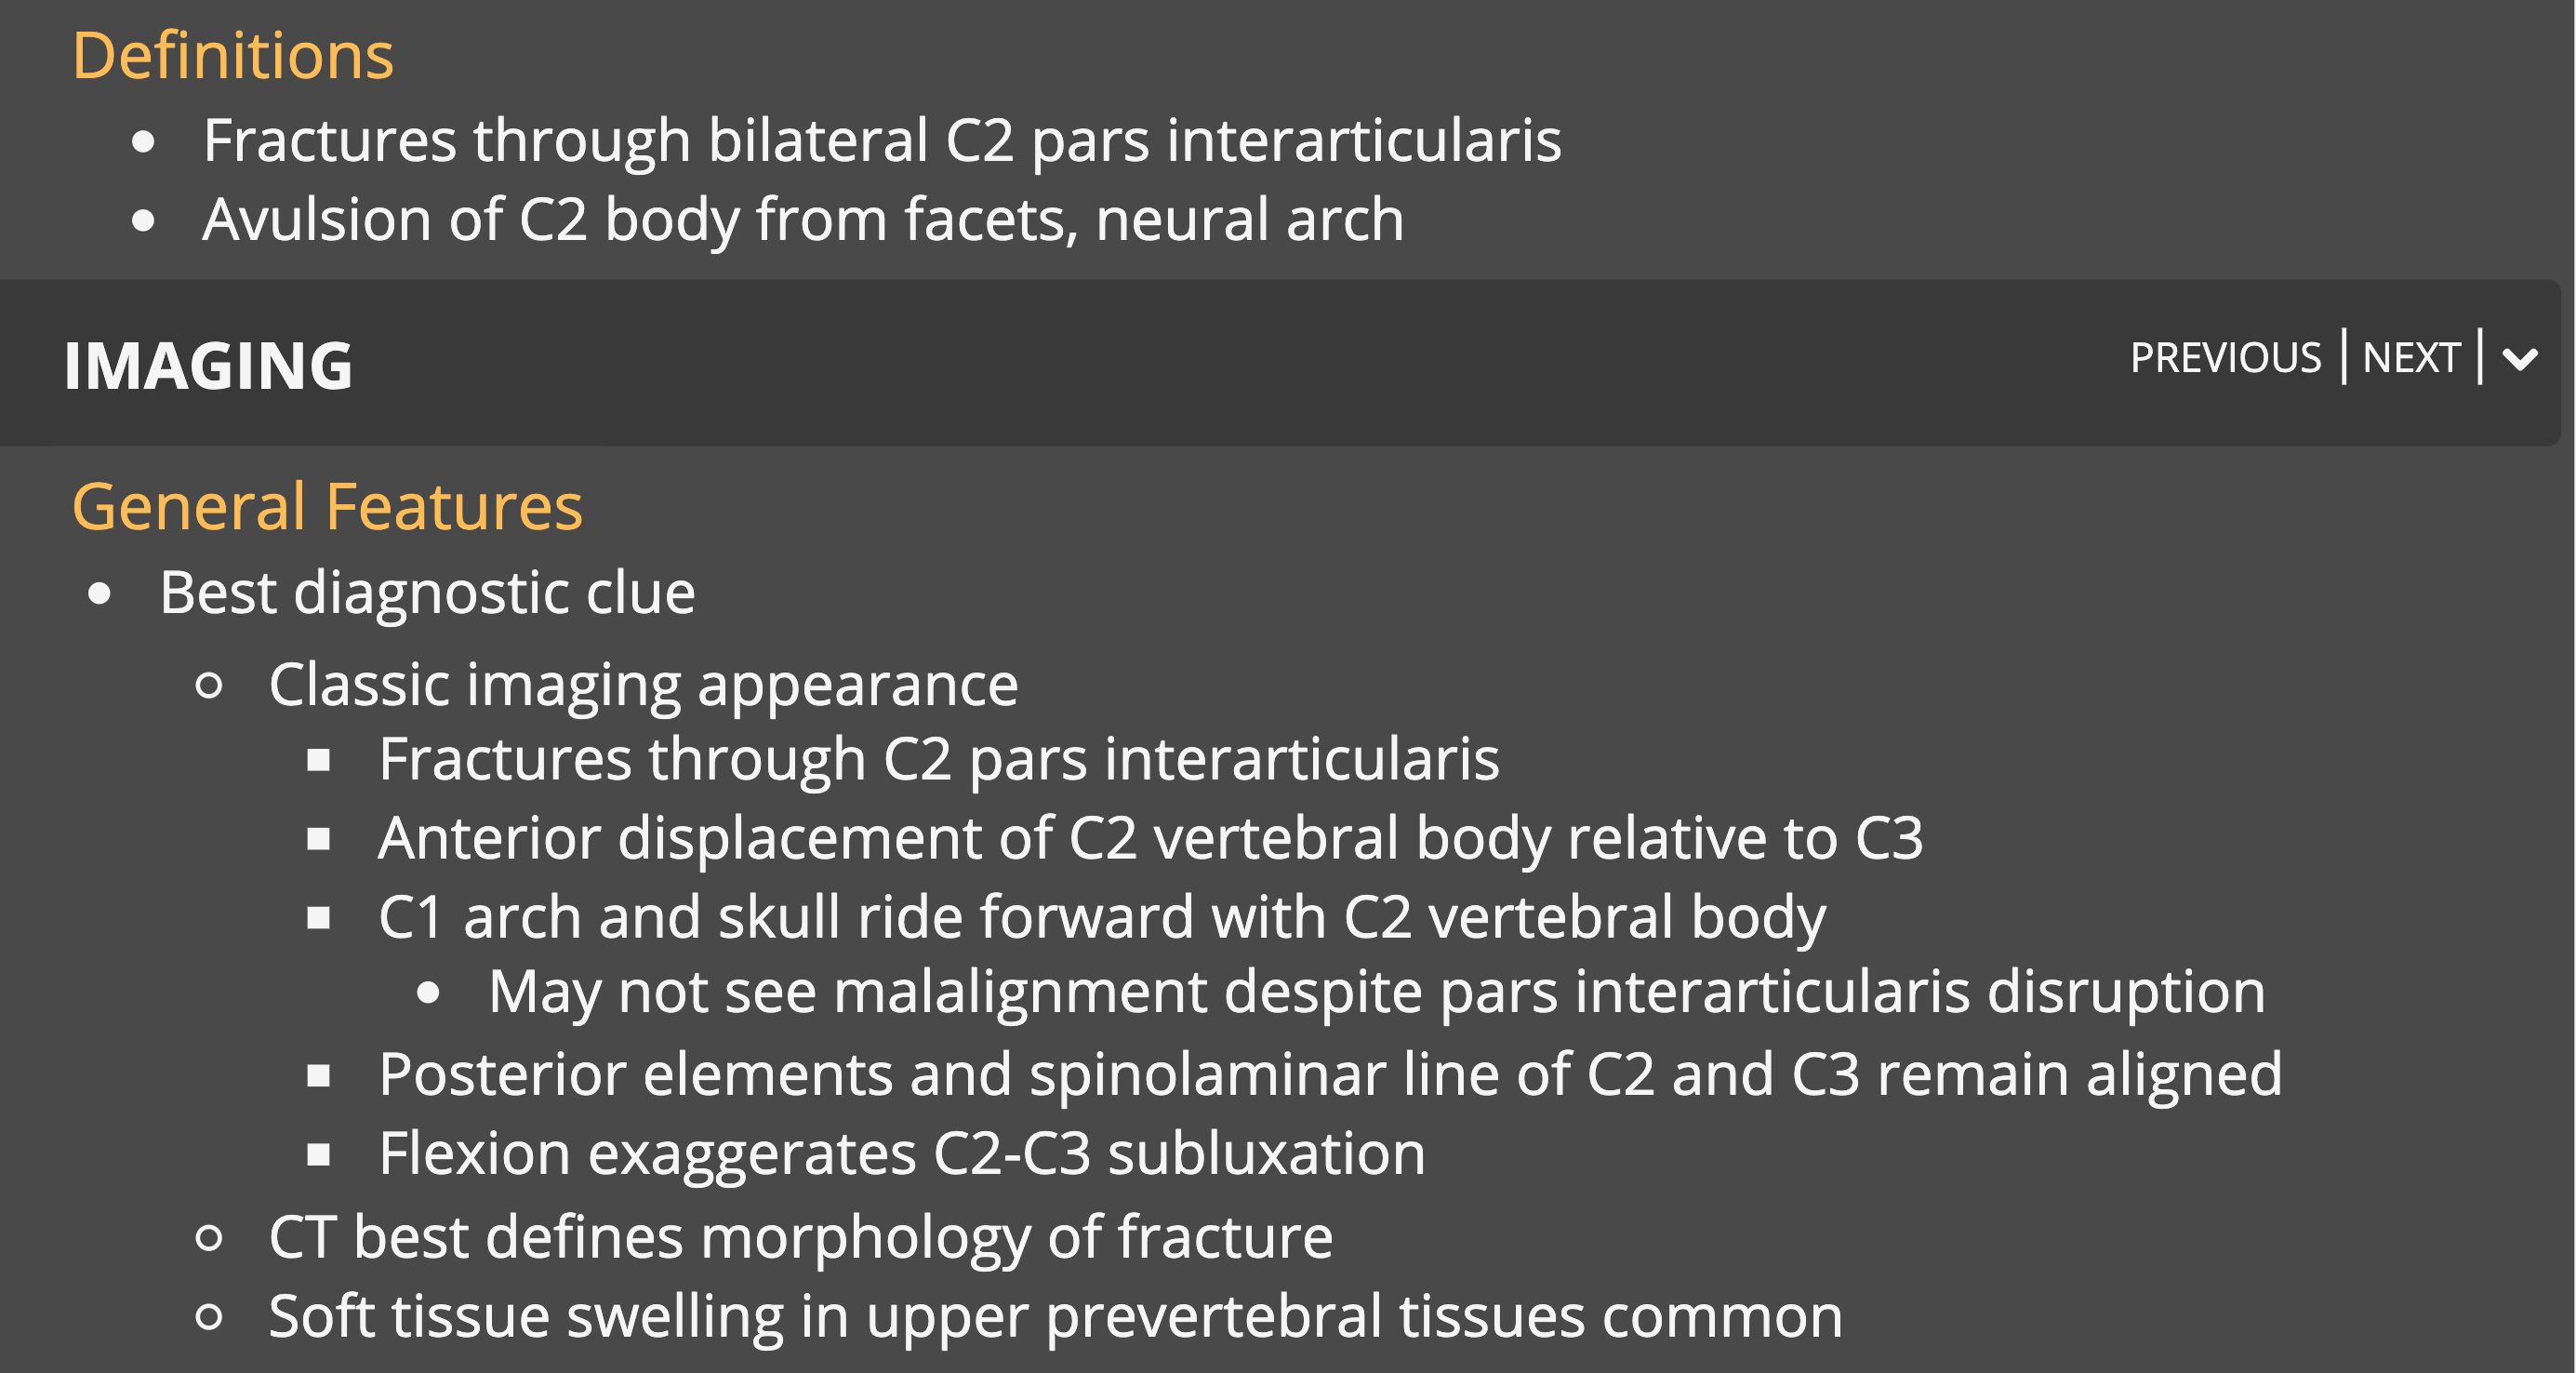 Definitions
• Fractures through bilateral C2 pars interarticularis
• Avulsion of C2 body from facets, neural arch
IMAGING
PREVIOUS | NEXT |
General Features
• Best diagnostic clue
○ Classic imaging appearance
▪ Fractures through C2 pars interarticularis
▪ Anterior displacement of C2 vertebral body relative to C3
▪ C1 arch and skull ride forward with C2 vertebral body
• May not see malalignment despite pars interarticularis disruption
▪ Posterior elements and spinolaminar line of C2 and C3 remain aligned
▪ Flexion exaggerates C2-C3 subluxation
○ CT best defines morphology of fracture
○ Soft tissue swelling in upper prevertebral tissues common